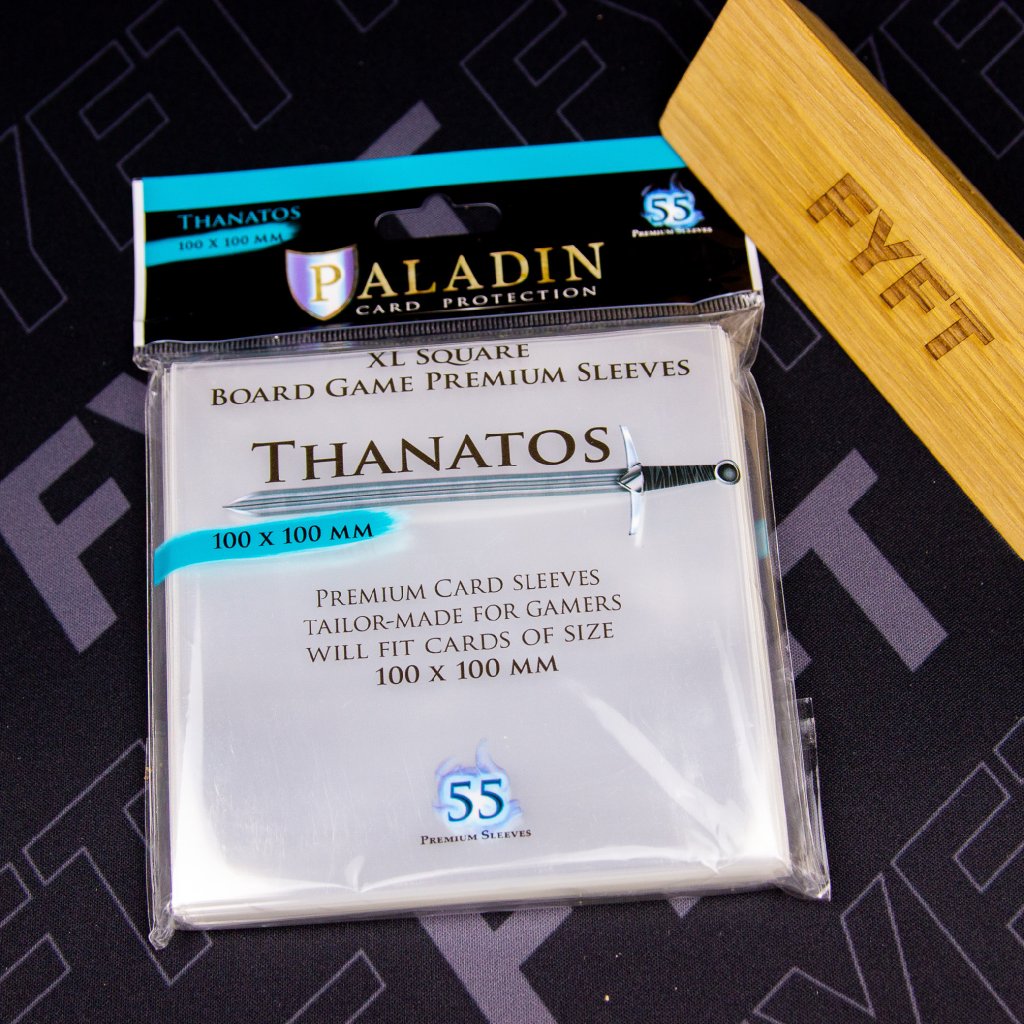 THANATOS
100 X 100 MM
55
PREMIUM SLEEVES
PALADIN
CARD PROTECTION
XL SQUARE
BOARD GAME PREMIUM SLEEVES
THANATOS
100 X 100 MM
PREMIUM CARD SLEEVES
TAILOR-MADE FOR GAMERS
WILL FIT CARDS OF SIZE
100 X 100 MM
55
PREMIUM SLEEVES
FYFT